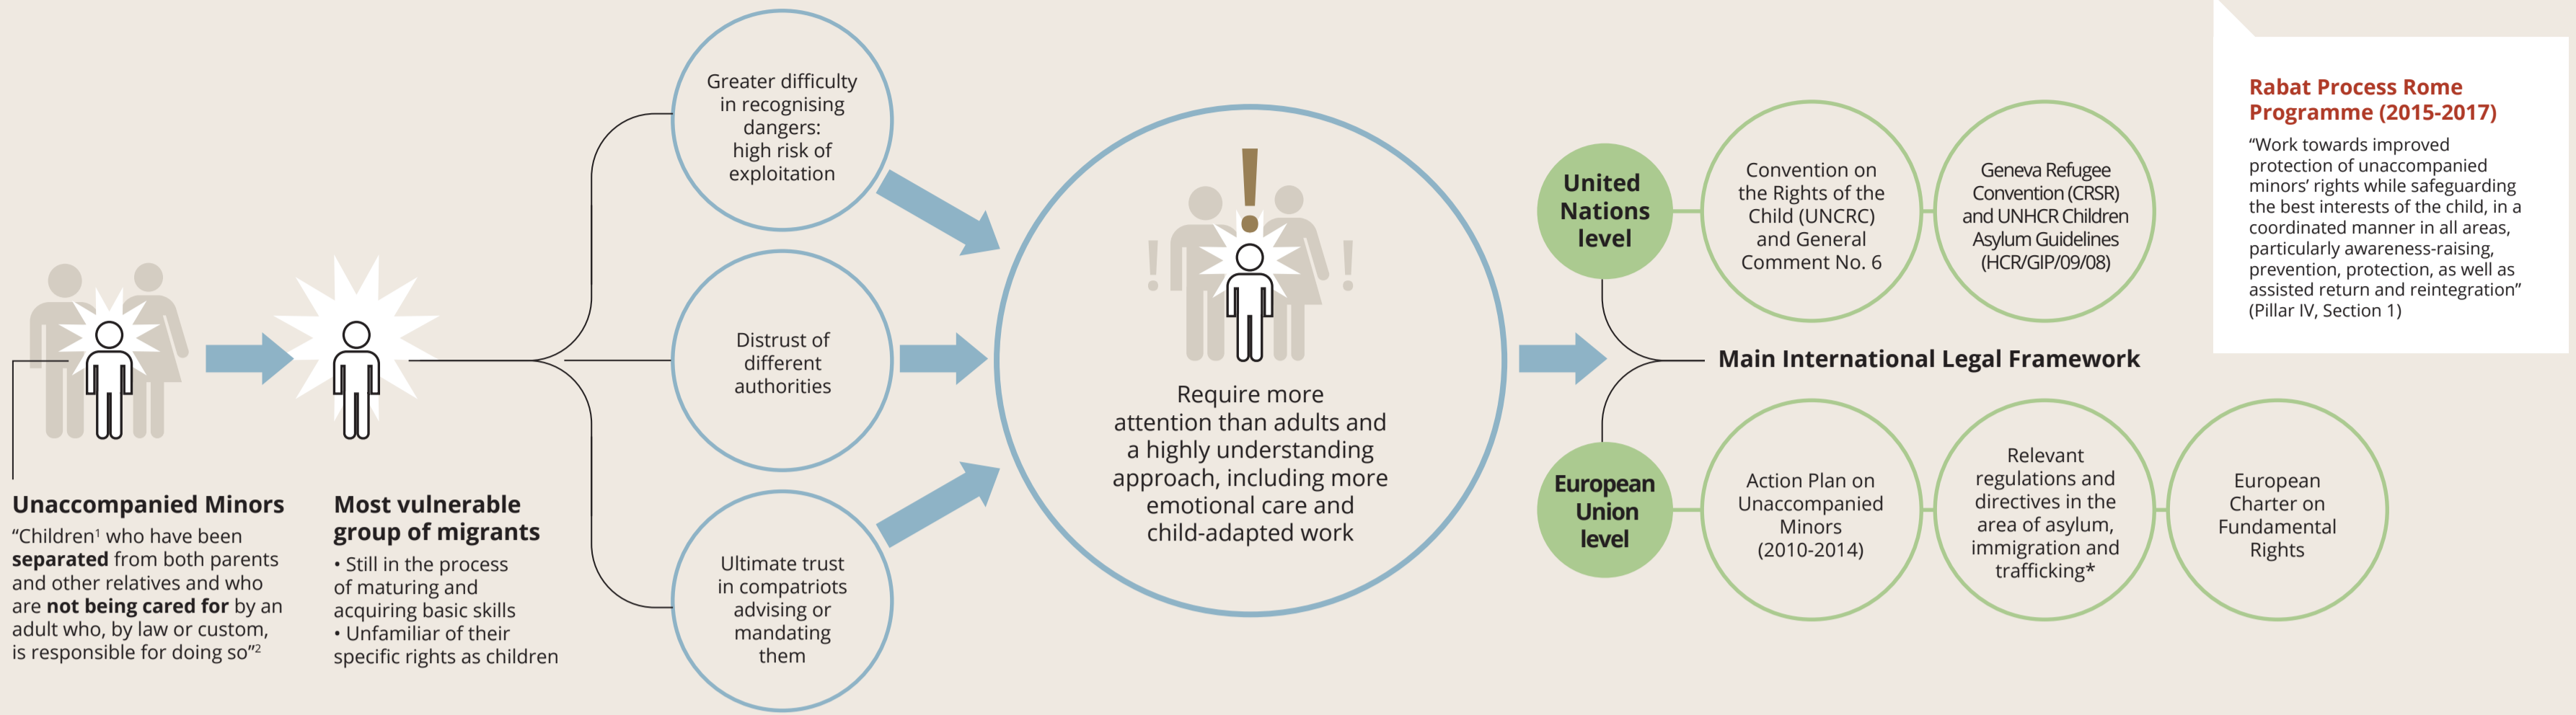 Unaccompanied Minors
“Children¹ who have been
separated from both parents
and other relatives and who
are not being cared for by an
adult who, by law or custom,
is responsible for doing so”²
Most vulnerable
group of migrants
• Still in the process
of maturing and
acquiring basic skills
• Unfamiliar of their
specific rights as children
Greater difficulty
in recognising
dangers:
high risk of
exploitation
Distrust of
different
authorities
Ultimate trust
in compatriots
advising or
mandating
them
!
!
!
Require more
attention than adults and
a highly understanding
approach, including more
emotional care and
child-adapted work
Main International Legal Framework
United
Nations
level
Convention on
the Rights of the
Child (UNCRC)
and General
Comment No. 6
Geneva Refugee
Convention (CRSR)
and UNHCR Children
Asylum Guidelines
(HCR/GIP/09/08)
European
Union
level
Action Plan on
Unaccompanied
Minors
(2010-2014)
Relevant
regulations and
directives in the
area of asylum,
immigration and
trafficking*
European
Charter on
Fundamental
Rights
Rabat Process Rome
Programme (2015-2017)
“Work towards improved
protection of unaccompanied
minors’ rights while safeguarding
the best interests of the child, in a
coordinated manner in all areas,
particularly awareness-raising,
prevention, protection, as well as
assisted return and reintegration”
(Pillar IV, Section 1)